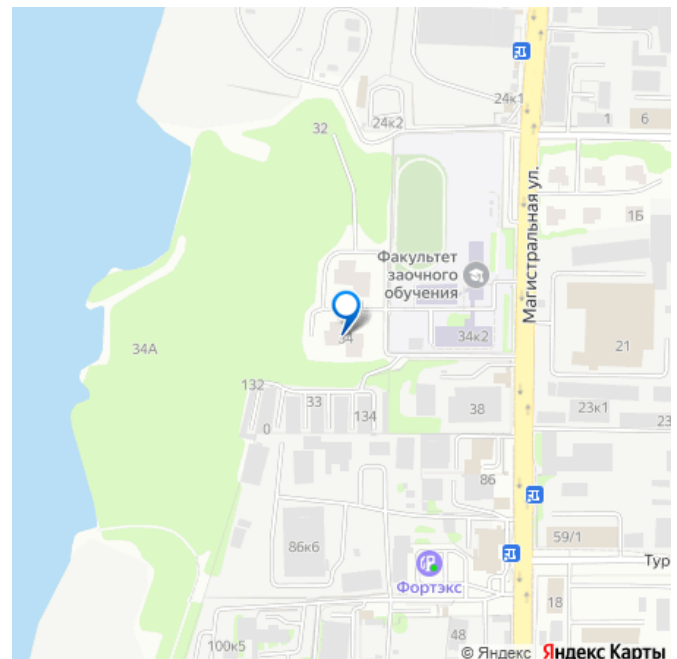 24к1
1
6
24к2
32
Магистральная ул.
1Б
Факультет
заочного
обучения
34
34к2
34А
21
132
33
134
38
23к1
23
0
86
59/1
86к6
Фортэкс
Тур
18
48
100к5
© Яндекс Яндекс Карты